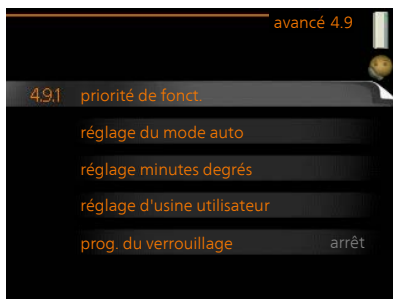 avancé 4.9
4.9.1 priorité de fonct.
réglage du mode auto
réglage minutes degrés
réglage d'usine utilisateur
prog. du verrouillage arrêt